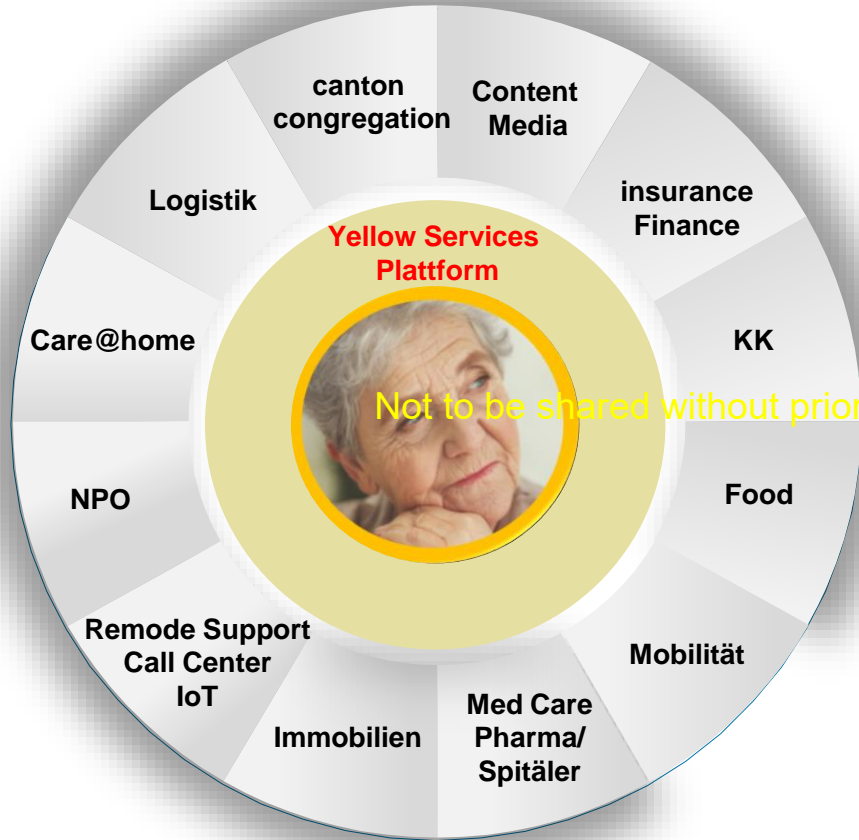 canton
congregation
Content
Media
insurance
Finance
KK
Food
Mobilität
Med Care
Pharma/
Spitäler
Immobilien
Remode Support
Call Center
IoT
NPO
Care@home
Logistik
Yellow Services
Plattform
Not to be shared without prior